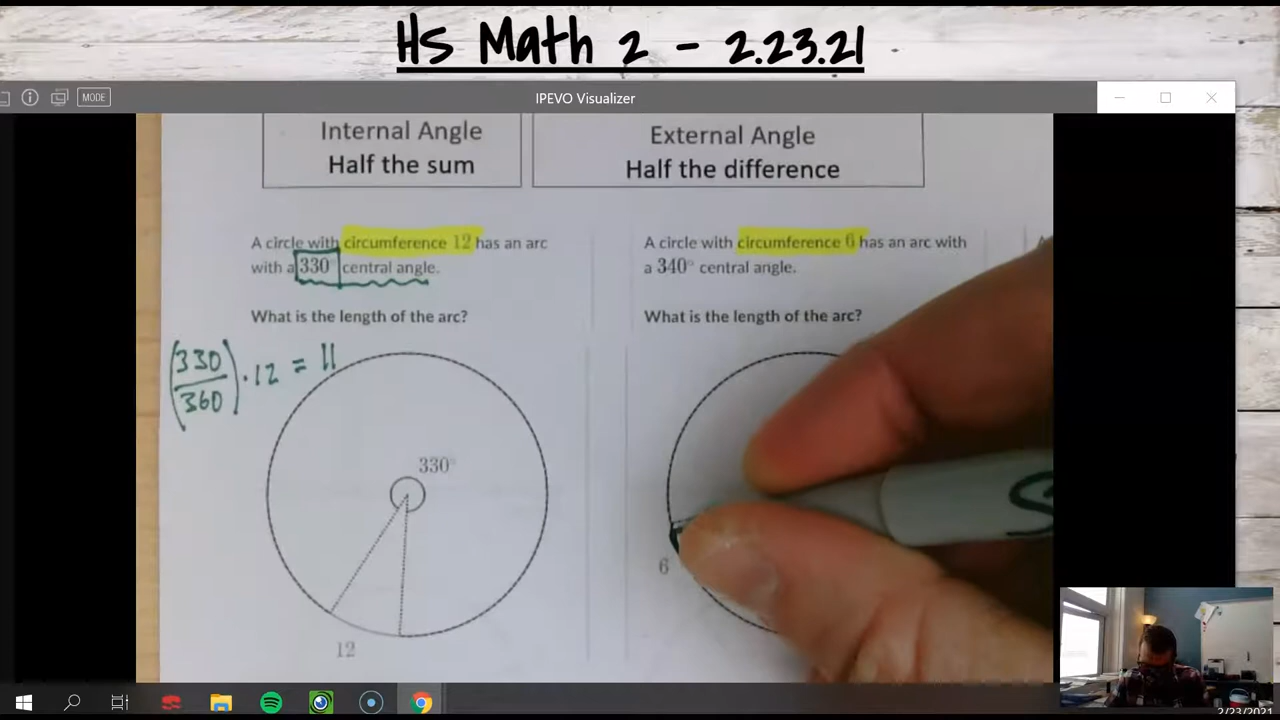 HS Math 2 - 2.23.21
MODE
IPEVO Visualizer
Internal Angle
Half the sum
External Angle
Half the difference
A circle with circumference 12 has an arc
with a 330° central angle.
What is the length of the arc?
(330/360) · 12 = 11
330°
12
A circle with circumference 6 has an arc with
a 340° central angle.
What is the length of the arc?
6
2/23/2021